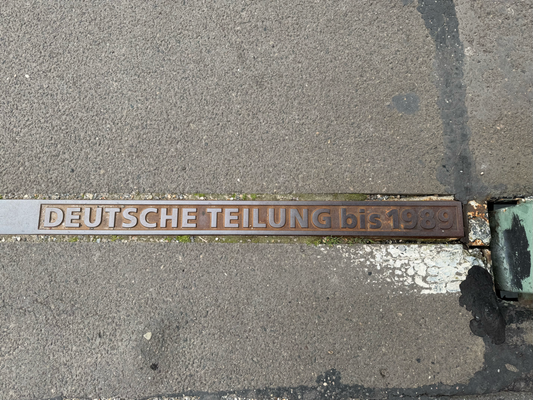 DEUTSCHE TEILUNG bis 1989